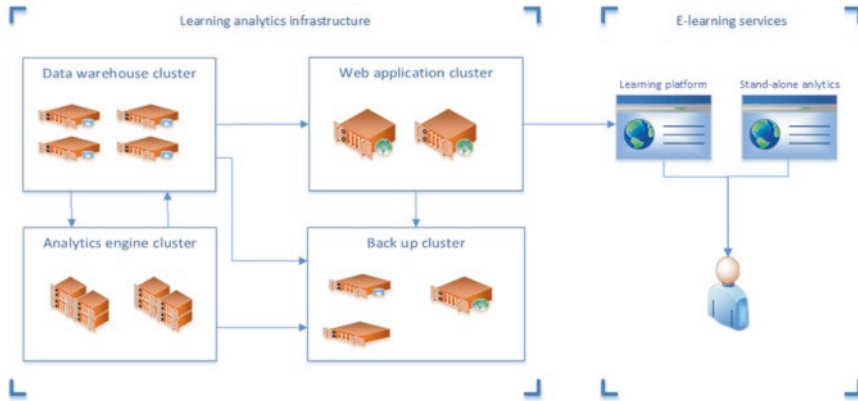 Learning analytics infrastructure
E-learning services
Data warehouse cluster
Web application cluster
Learning platform
Stand-alone anlytics
Analytics engine cluster
Back up cluster